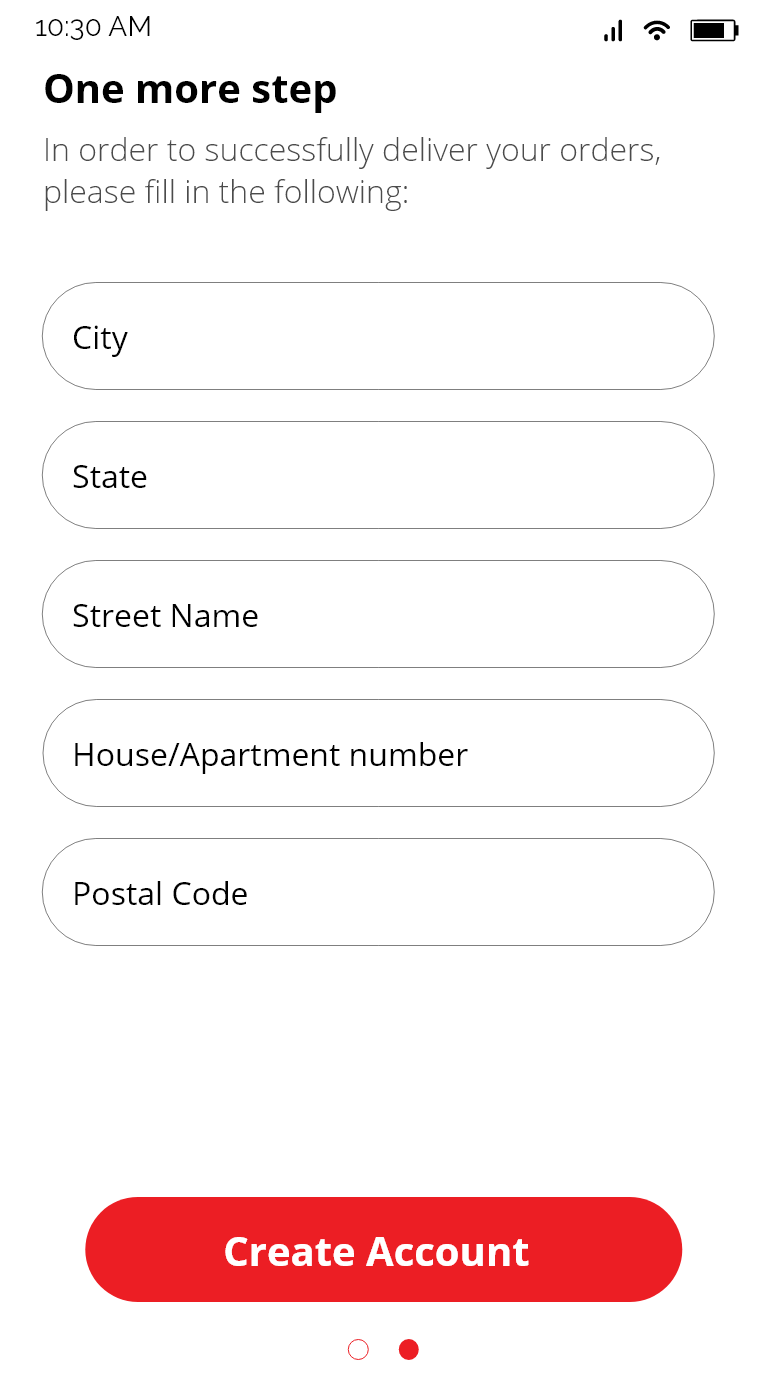 10:30 AM
One more step
In order to successfully deliver your orders,
please fill in the following:
City
State
Street Name
House/Apartment number
Postal Code
Create Account